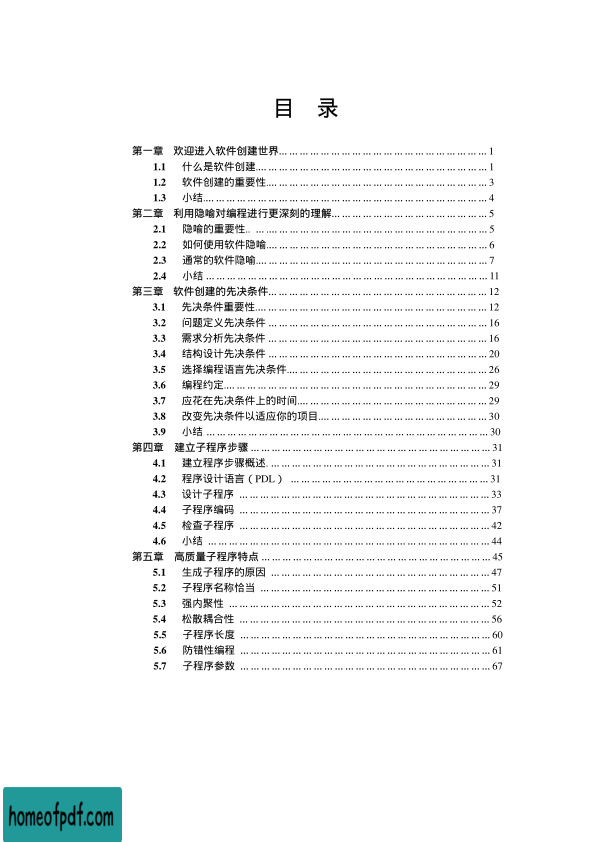 目 录
第一章 欢迎进入软件创建世界………………………………………………………1
1.1 什么是软件创建……………………………………………………………1
1.2 软件创建的重要性…………………………………………………………3
1.3 小结…………………………………………………………………………4
第二章 利用隐喻对编程进行更深刻的理解…………………………………………5
2.1 隐喻的重要性.. ……………………………………………………………5
2.2 如何使用软件隐喻…………………………………………………………6
2.3 通常的软件隐喻……………………………………………………………7
2.4 小结 …………………………………………………………………………11
第三章 软件创建的先决条件…………………………………………………………12
3.1 先决条件重要性……………………………………………………………12
3.2 问题定义先决条件 …………………………………………………………16
3.3 需求分析先决条件 …………………………………………………………16
3.4 结构设计先决条件 …………………………………………………………20
3.5 选择编程语言先决条件……………………………………………………26
3.6 编程约定……………………………………………………………………29
3.7 应花在先决条件上的时间…………………………………………………29
3.8 改变先决条件以适应你的项目……………………………………………30
3.9 小结 …………………………………………………………………………30
第四章 建立子程序步骤 ………………………………………………………………31
4.1 建立程序步骤概述. …………………………………………………………31
4.2 程序设计语言（PDL） ………………………………………………………31
4.3 设计子程序 …………………………………………………………………33
4.4 子程序编码 …………………………………………………………………37
4.5 检查子程序 …………………………………………………………………42
4.6 小结 …………………………………………………………………………44
第五章 高质量子程序特点 ……………………………………………………………45
5.1 生成子程序的原因 …………………………………………………………47
5.2 子程序名称恰当 ……………………………………………………………51
5.3 强内聚性 ……………………………………………………………………52
5.4 松散耦合性 …………………………………………………………………56
5.5 子程序长度 …………………………………………………………………60
5.6 防错性编程 …………………………………………………………………61
5.7 子程序参数 …………………………………………………………………67
homeofpdf.com